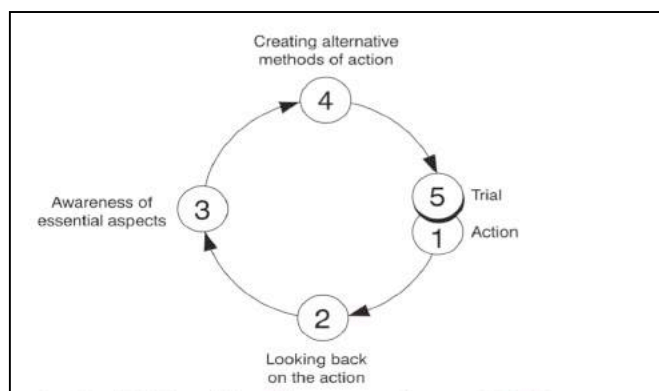 Creating alternative
methods of action
4
5
Trial
Awareness of
essential aspects
3
1
Action
2
Looking back
on the action